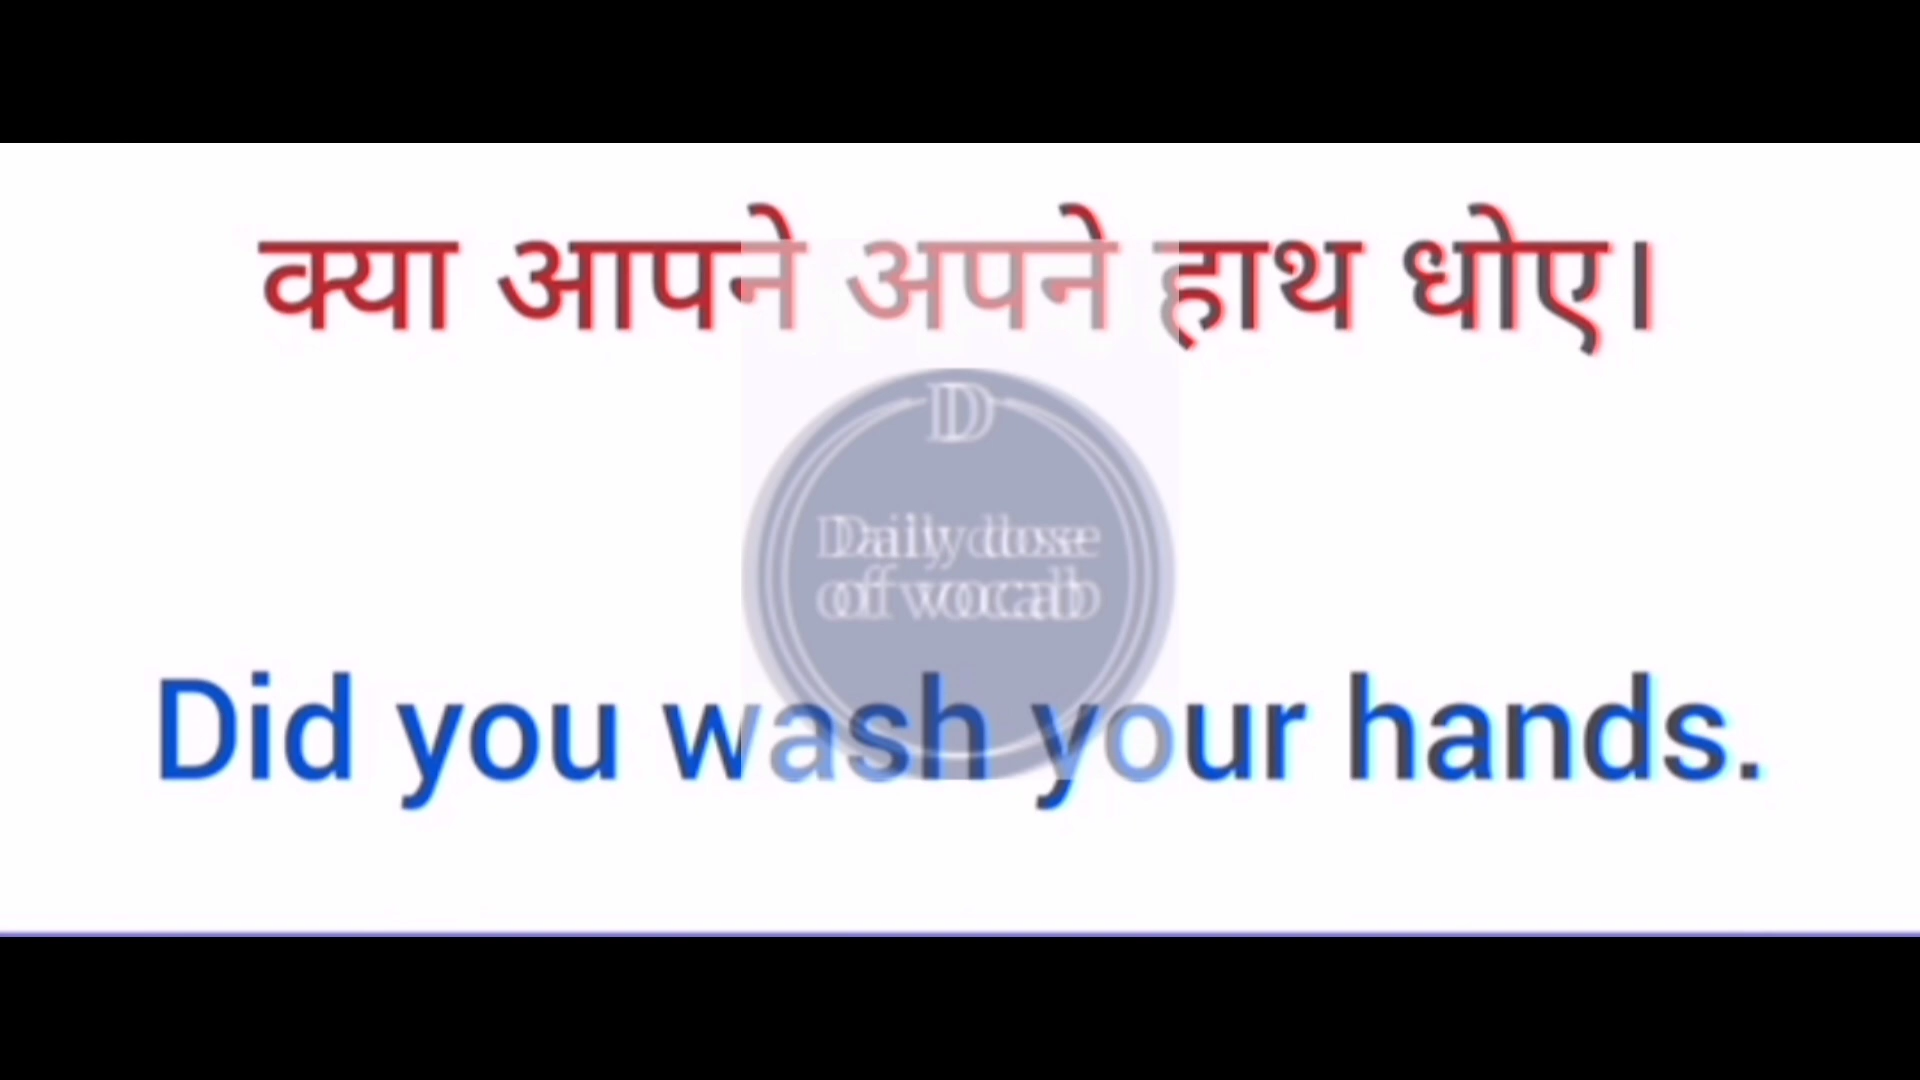 क्या आपने अपने हाथ धोए।
D
Daily dose
of vocab
Did you wash your hands.